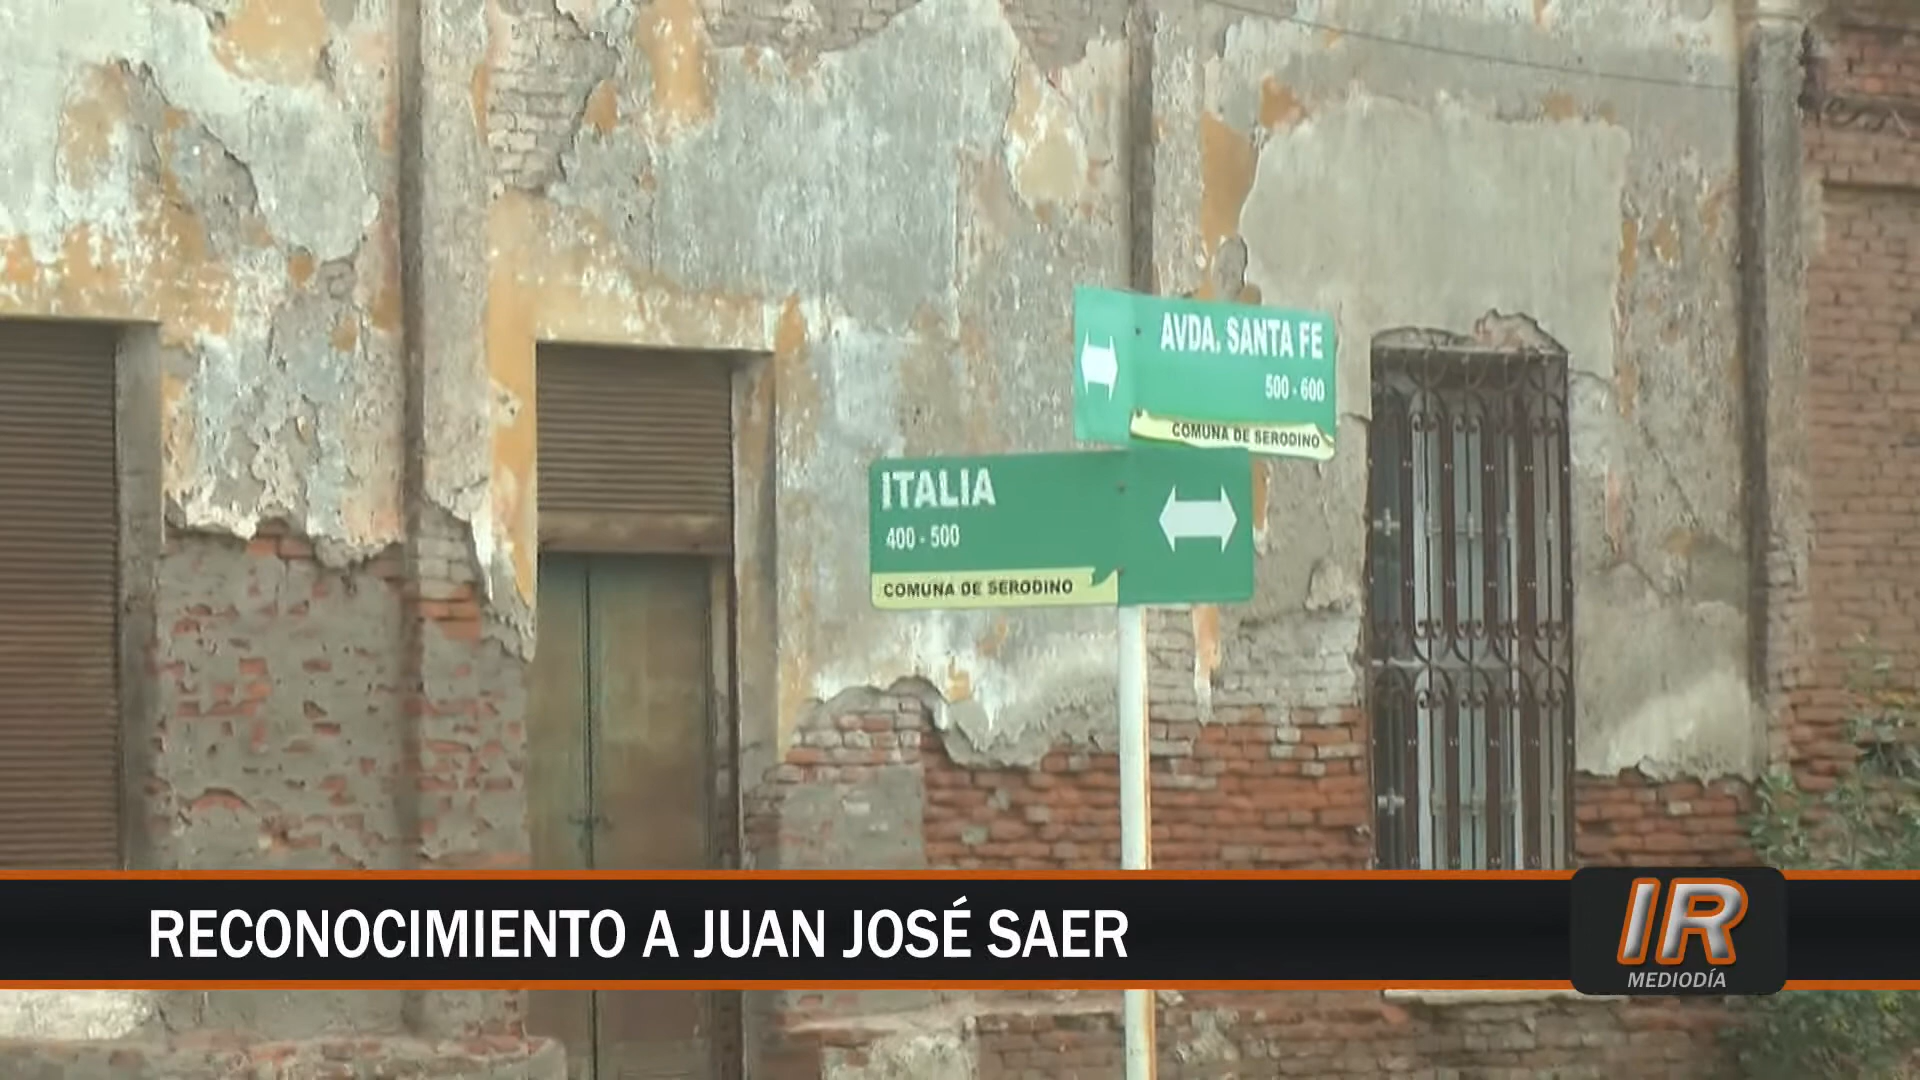 AVDA. SANTA FE
500 - 600
COMUNA DE SERODINO
ITALIA
400 - 500
COMUNA DE SERODINO
RECONOCIMIENTO A JUAN JOSÉ SAER
IR
MEDIODÍA